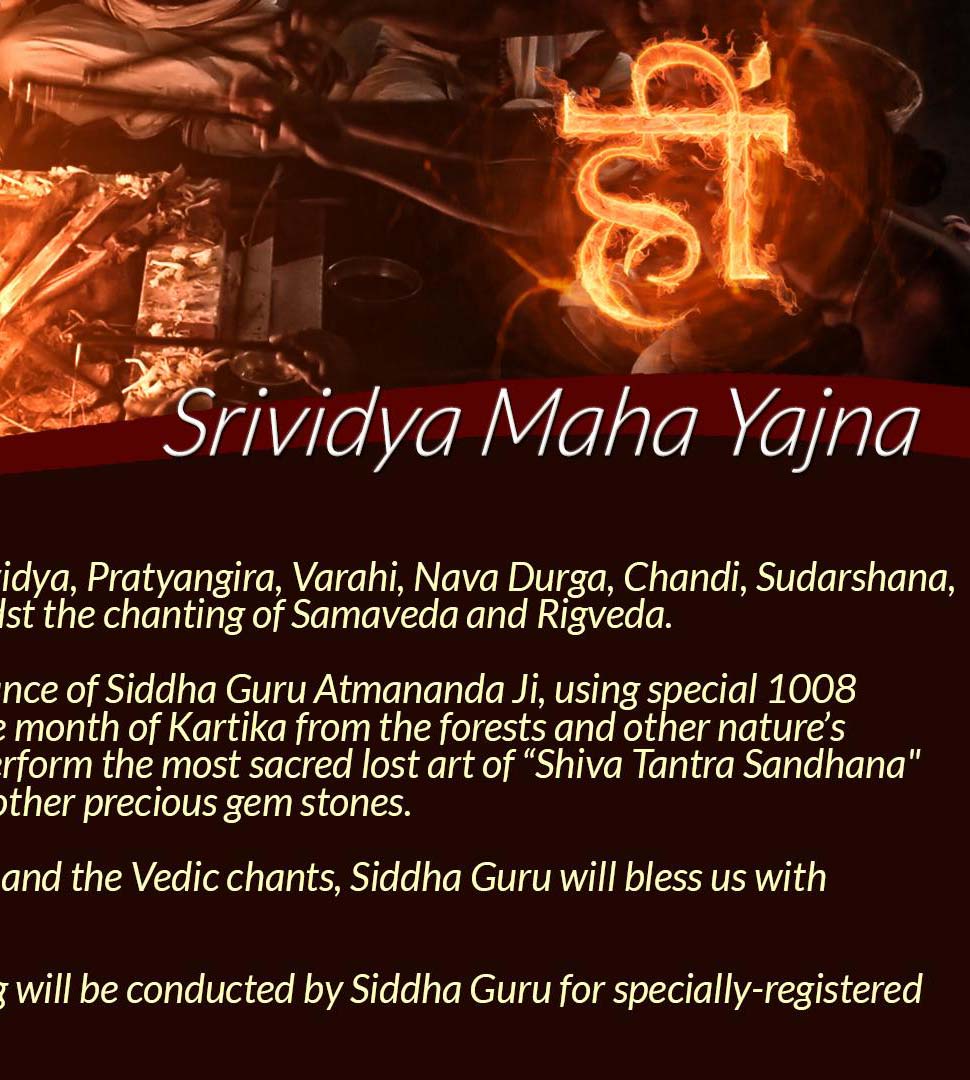 Srividya Maha Yajna
vidya, Pratyangira, Varahi, Nava Durga, Chandi, Sudarshana,
dst the chanting of Samaveda and Rigveda.
ance of Siddha Guru Atmananda Ji, using special 1008
e month of Kartika from the forests and other nature’s
erform the most sacred lost art of “Shiva Tantra Sandhana"
other precious gem stones.
and the Vedic chants, Siddha Guru will bless us with
g will be conducted by Siddha Guru for specially-registered